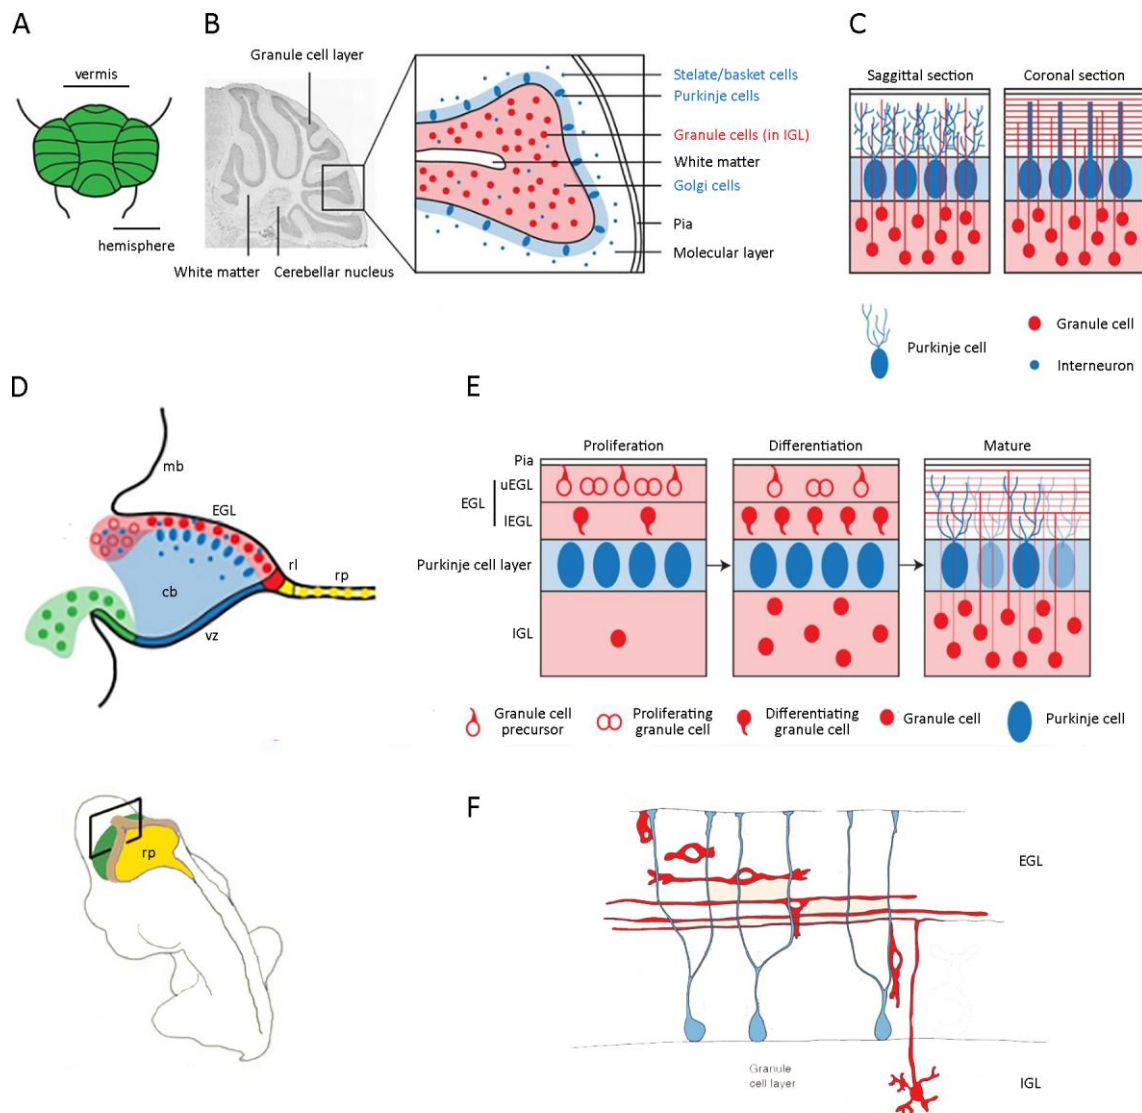 A
vermis
hemisphere
B
Granule cell layer
White matter
Cerebellar nucleus
Stelate/basket cells
Purkinje cells
Granule cells (in IGL)
White matter
Golgi cells
Pia
Molecular layer
C
Saggittal section
Coronal section
Purkinje cell
Granule cell
Interneuron
D
mb
EGL
rl
rp
cb
vz
rp
E
Proliferation
Differentiation
Mature
Pia
uEGL
EGL
lEGL
Purkinje cell layer
IGL
Granule cell
precursor
Proliferating
granule cell
Differentiating
granule cell
Granule cell
Purkinje cell
F
EGL
Granule
cell layer
IGL